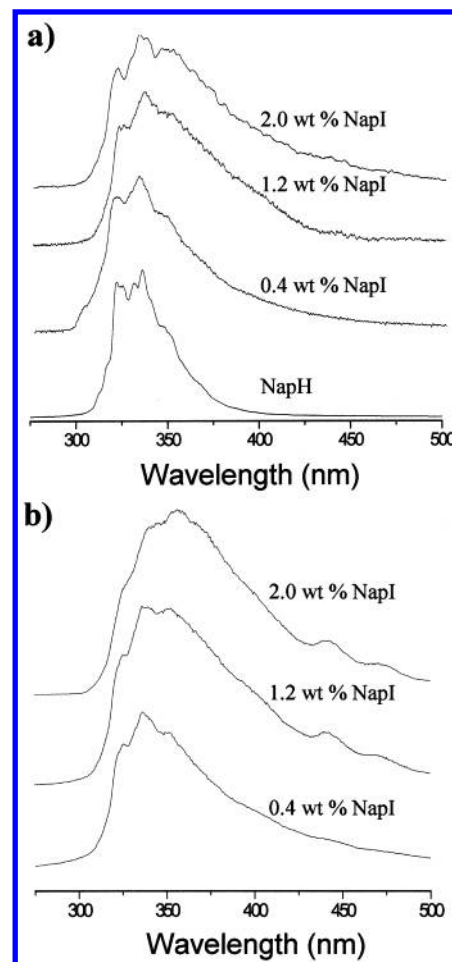 a)
2.0 wt % NapI
1.2 wt % NapI
0.4 wt % NapI
NapH
300 350 400 450 500
Wavelength (nm)
b)
2.0 wt % NapI
1.2 wt % NapI
0.4 wt % NapI
300 350 400 450 500
Wavelength (nm)